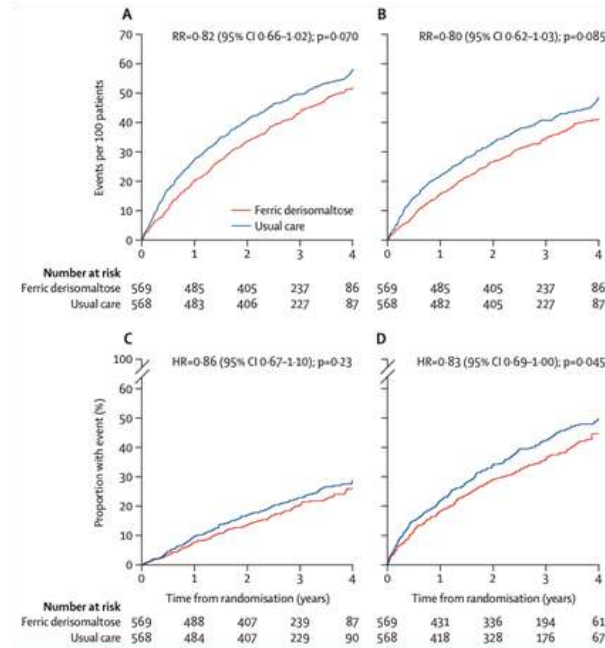 A
B
RR=0·82 (95% CI 0·66–1·02); p=0·070
RR=0·80 (95% CI 0·62–1·03); p=0·085
Events per 100 patients
70
60
50
40
30
20
10
0
Ferric derisomaltose
Usual care
0 1 2 3 4
0 1 2 3 4
Number at risk
Ferric derisomaltose 569 485 405 237 86 569 485 405 237 86
Usual care 568 483 406 227 87 568 482 405 227 87
C
D
HR=0·86 (95% CI 0·67–1·10); p=0·23
HR=0·83 (95% CI 0·69–1·00); p=0·045
Proportion with event (%)
100
60
50
40
30
20
10
0
0 1 2 3 4
0 1 2 3 4
Time from randomisation (years)
Time from randomisation (years)
Number at risk
Ferric derisomaltose 569 488 407 239 87 569 431 336 194 61
Usual care 568 484 407 229 90 568 418 328 176 67